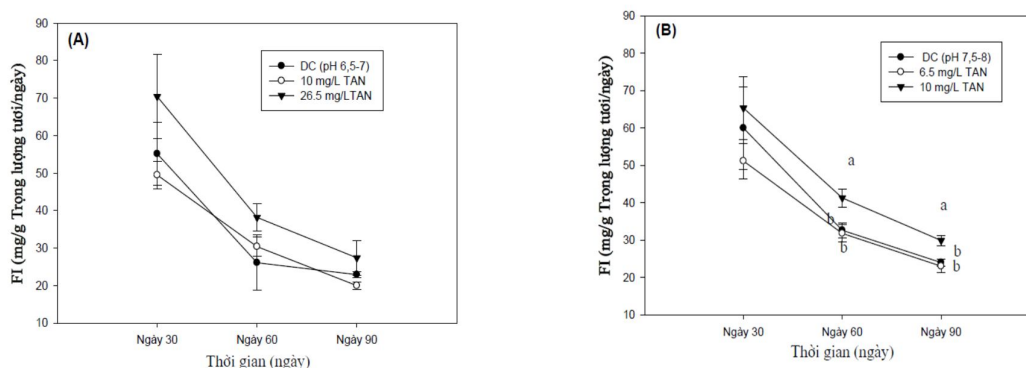 (A)
DC (pH 6,5-7)
10 mg/L TAN
26.5 mg/LTAN
FI (mg/g Trọng lượng tươi/ngày)
90
80
70
60
50
40
30
20
10
Ngày 30
Ngày 60
Ngày 90
Thời gian (ngày)
(B)
DC (pH 7,5-8)
6.5 mg/L TAN
10 mg/L TAN
FI (mg/g Trọng lượng tươi/ngày)
90
80
70
60
50
40
30
20
10
a
b
b
a
b
b
Ngày 30
Ngày 60
Ngày 90
Thời gian (ngày)